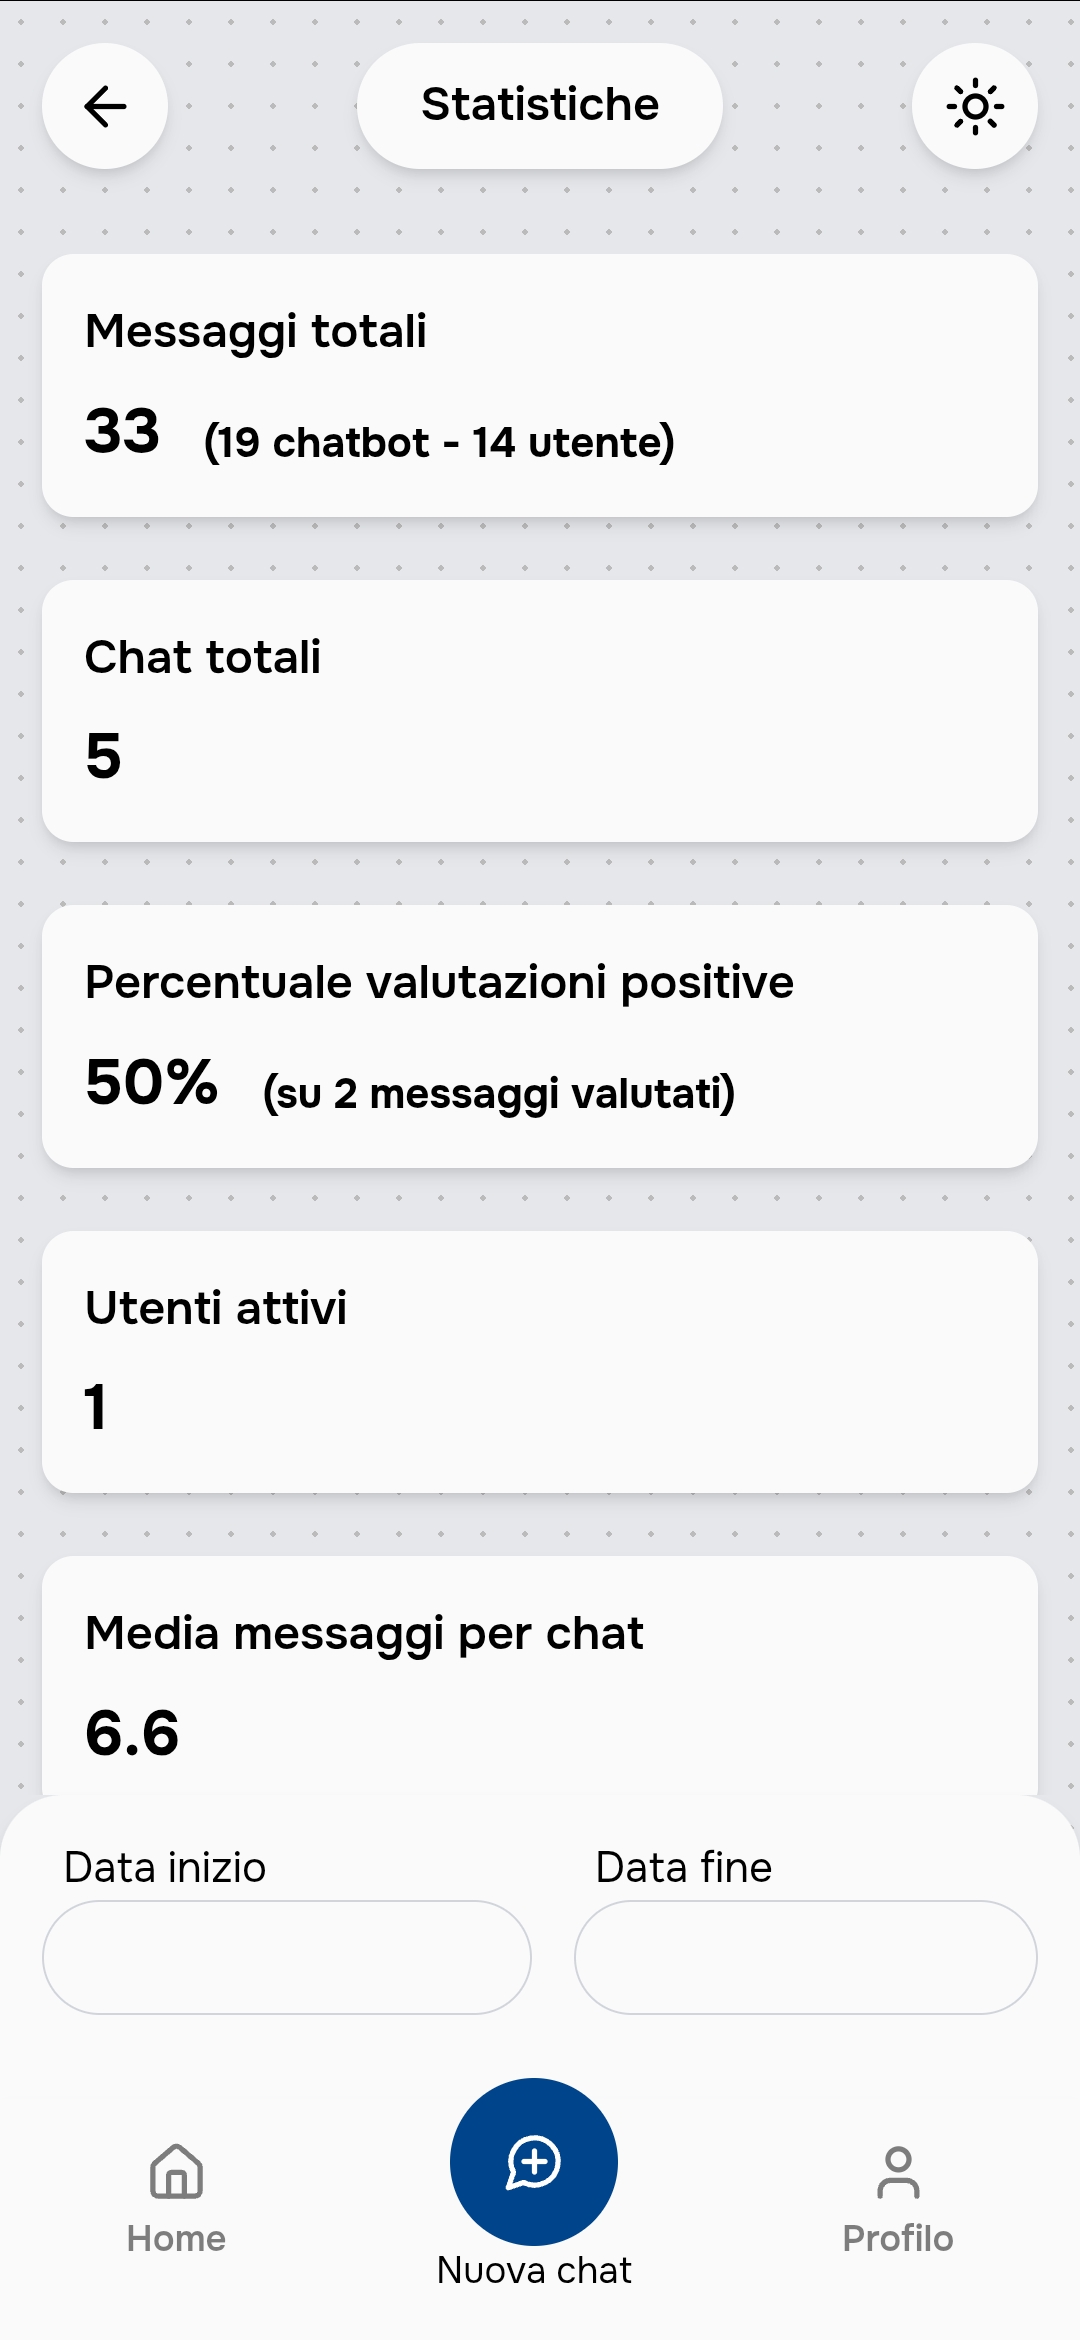 Statistiche
Messaggi totali
33 (19 chatbot - 14 utente)
Chat totali
5
Percentuale valutazioni positive
50% (su 2 messaggi valutati)
Utenti attivi
1
Media messaggi per chat
6.6
Data inizio Data fine
Home Nuova chat Profilo